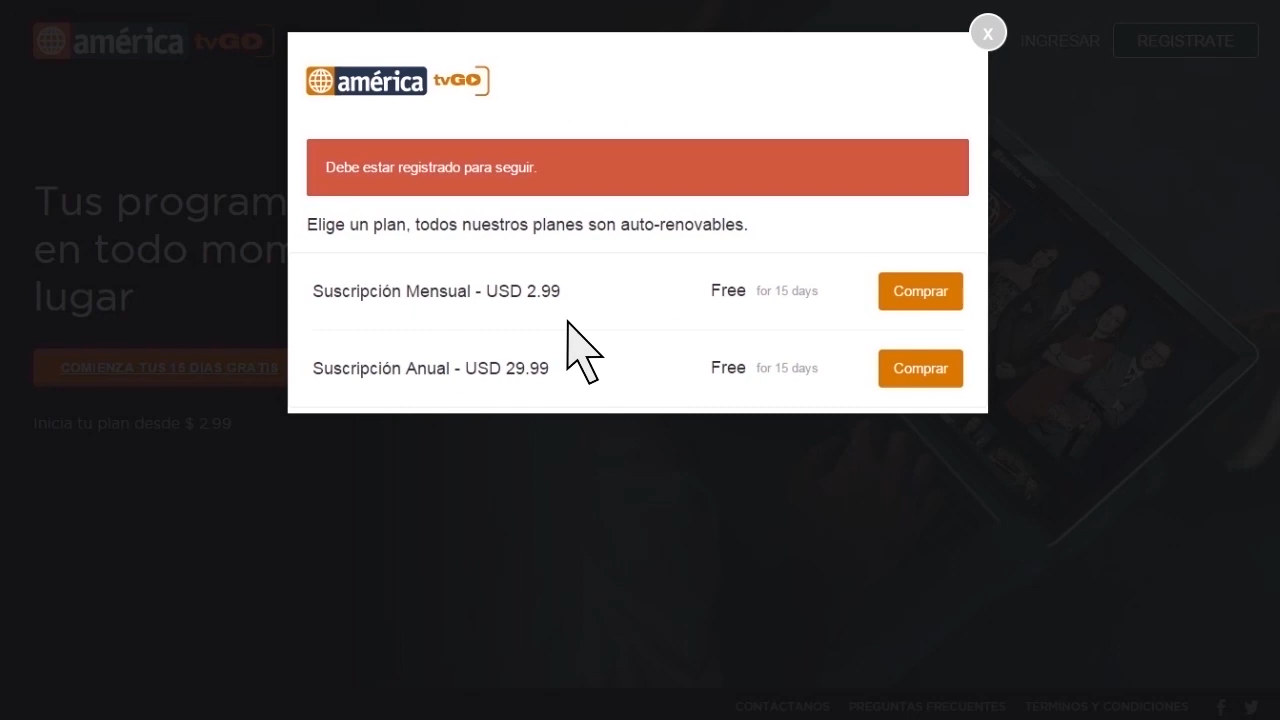 américa tvGO
INGRESAR
REGISTRATE
x
américa tvGO
Debe estar registrado para seguir.
Elige un plan, todos nuestros planes son auto-renovables.
Suscripción Mensual - USD 2.99
Free for 15 days
Comprar
Suscripción Anual - USD 29.99
Free for 15 days
Comprar
Tus program
en todo mom
lugar
COMIENZA TUS 15 DIAS GRATIS
Inicia tu plan desde $ 2.99
CONTACTANOS
PREGUNTAS FRECUENTES
TERMINOS Y CONDICIONES